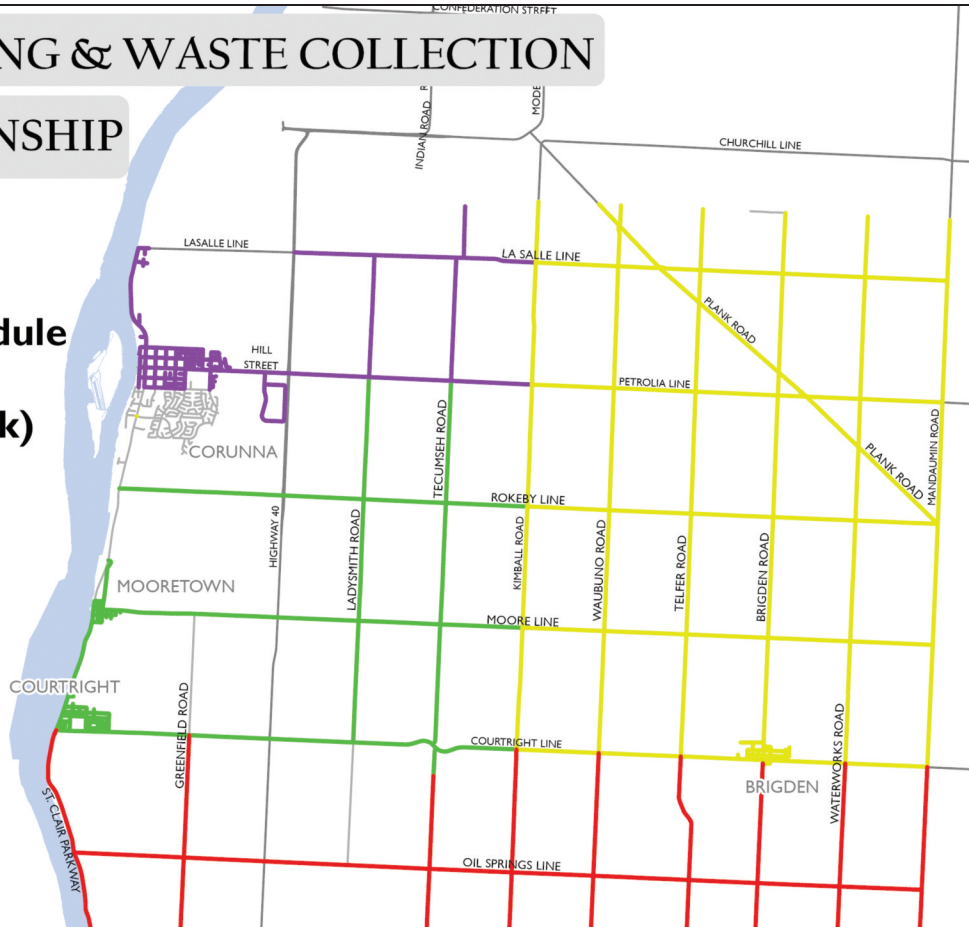 CONFEDERATION STREET
NG & WASTE COLLECTION
NSHIP
INDIAN ROAD
MODE
CHURCHILL LINE
LASALLE LINE
LA SALLE LINE
dule
PLANK ROAD
HILL
STREET
PETROLIA LINE
k)
CORUNNA
TECUMSEH ROAD
MANDAUMIN ROAD
PLANK ROAD
ROKEBY LINE
HIGHWAY 40
LADYSMITH ROAD
KIMBALL ROAD
WAUBUNO ROAD
TELFER ROAD
BRIGDEN ROAD
MOORETOWN
MOORE LINE
COURTRIGHT
GREENFIELD ROAD
COURTRIGHT LINE
WATERWORKS ROAD
BRIGDEN
ST. CLAIR PARKWAY
OIL SPRINGS LINE